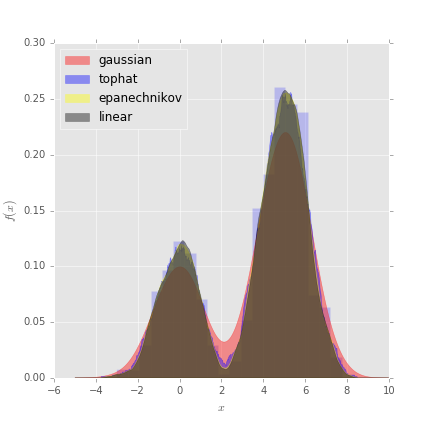 0.30
gaussian
tophat
epanechnikov
linear
0.25
0.20
0.15
0.10
0.05
0.00
f(x)
−6 −4 −2 0 2 4 6 8 10
x